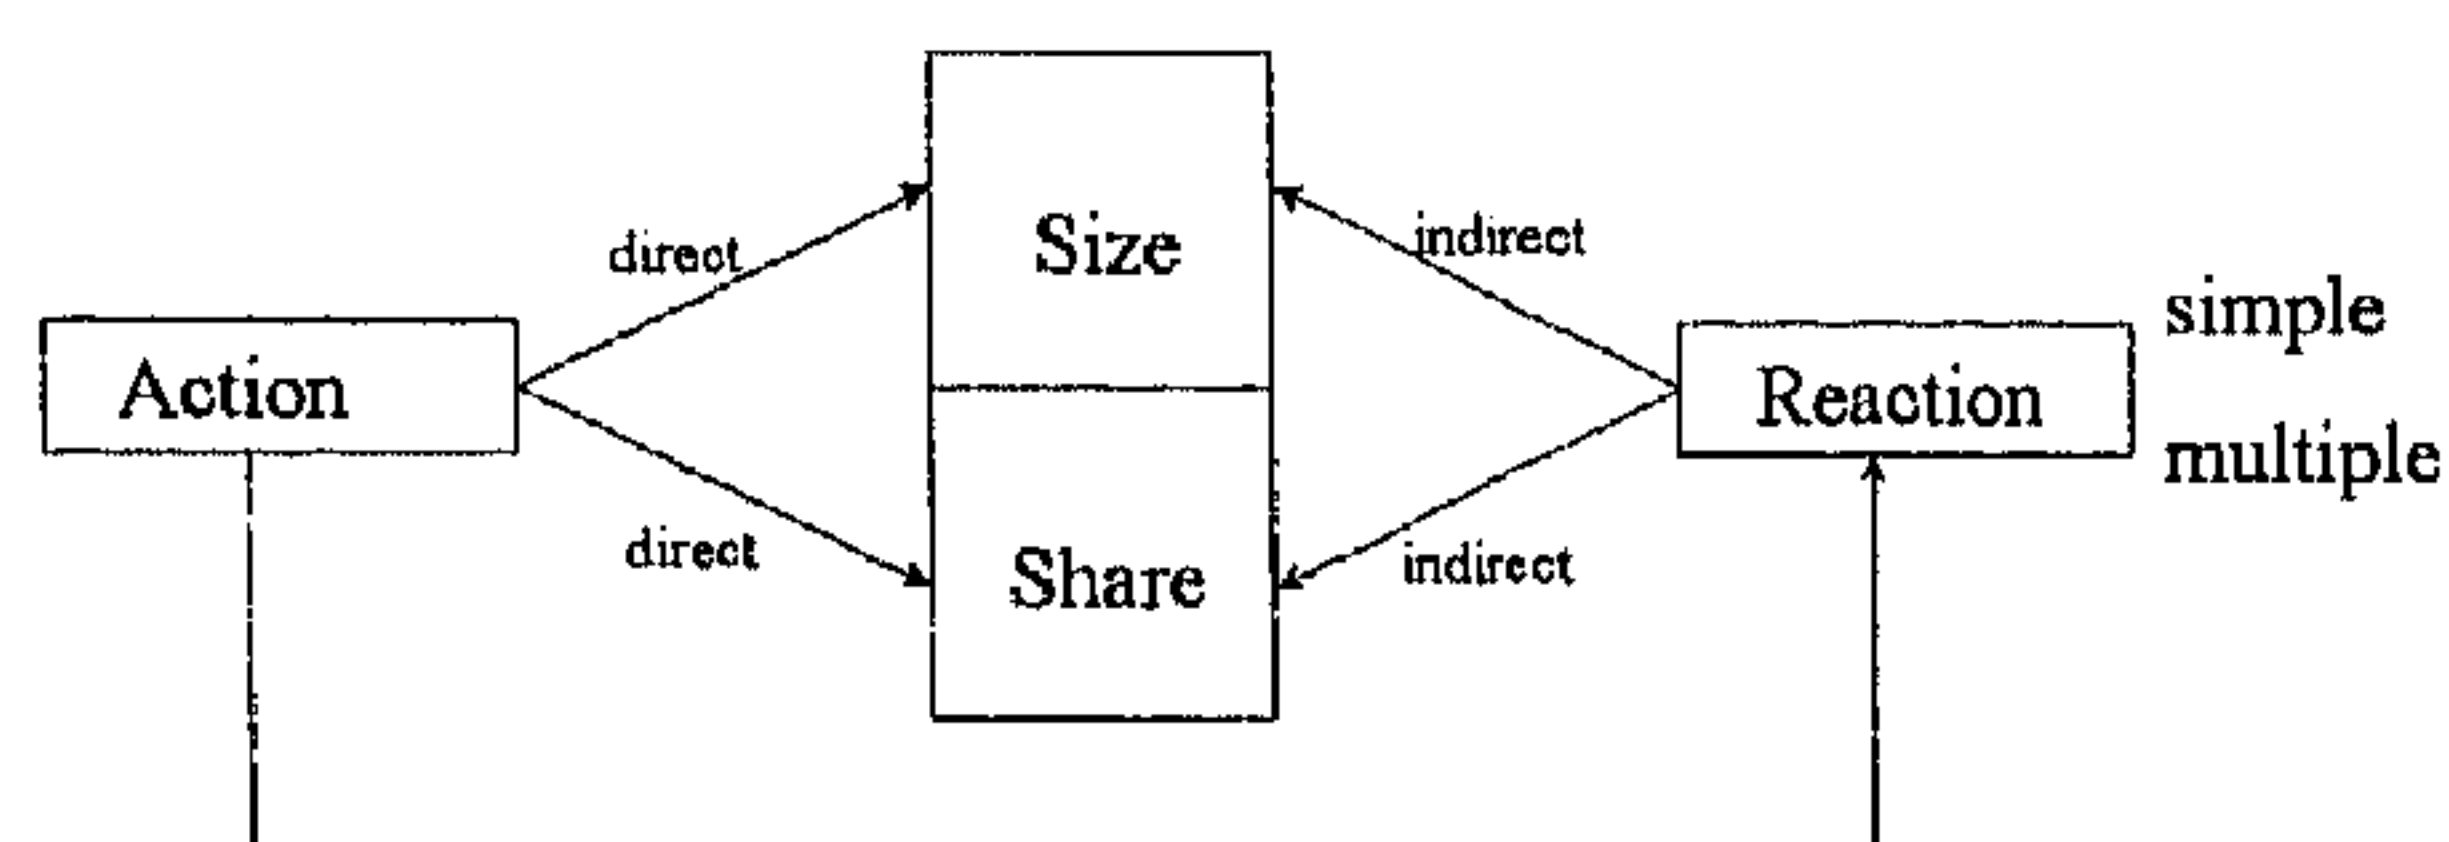 Size
direct
indirect
simple
Action
Reaction
multiple
direct
Share
indirect